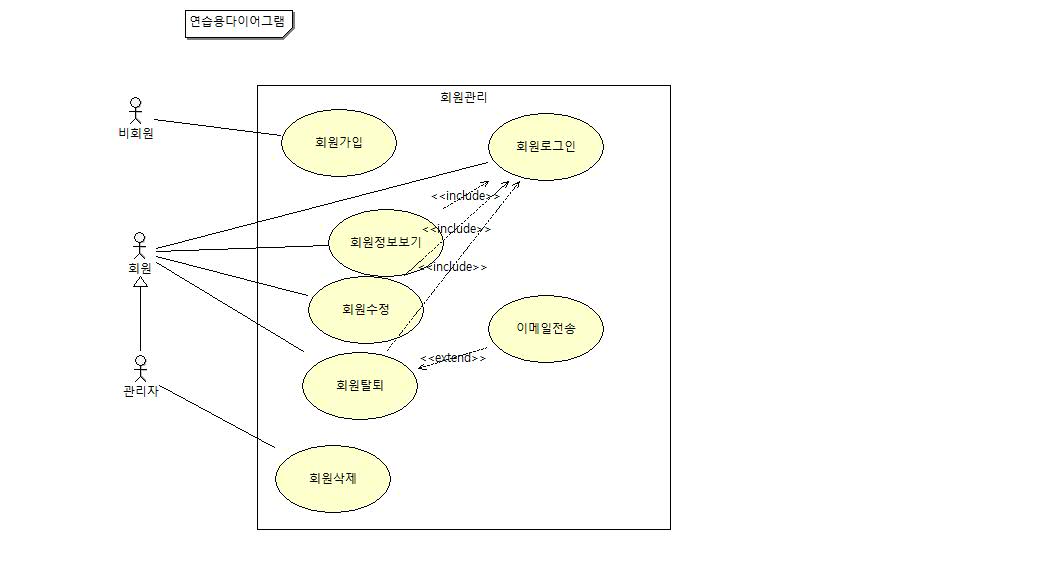 연습용다이어그램
회원관리
비회원
회원가입
회원로그인
<<include>>
<<include>>
회원정보보기
회원
<<include>>
회원수정
이메일전송
<<extend>>
관리자
회원탈퇴
회원삭제